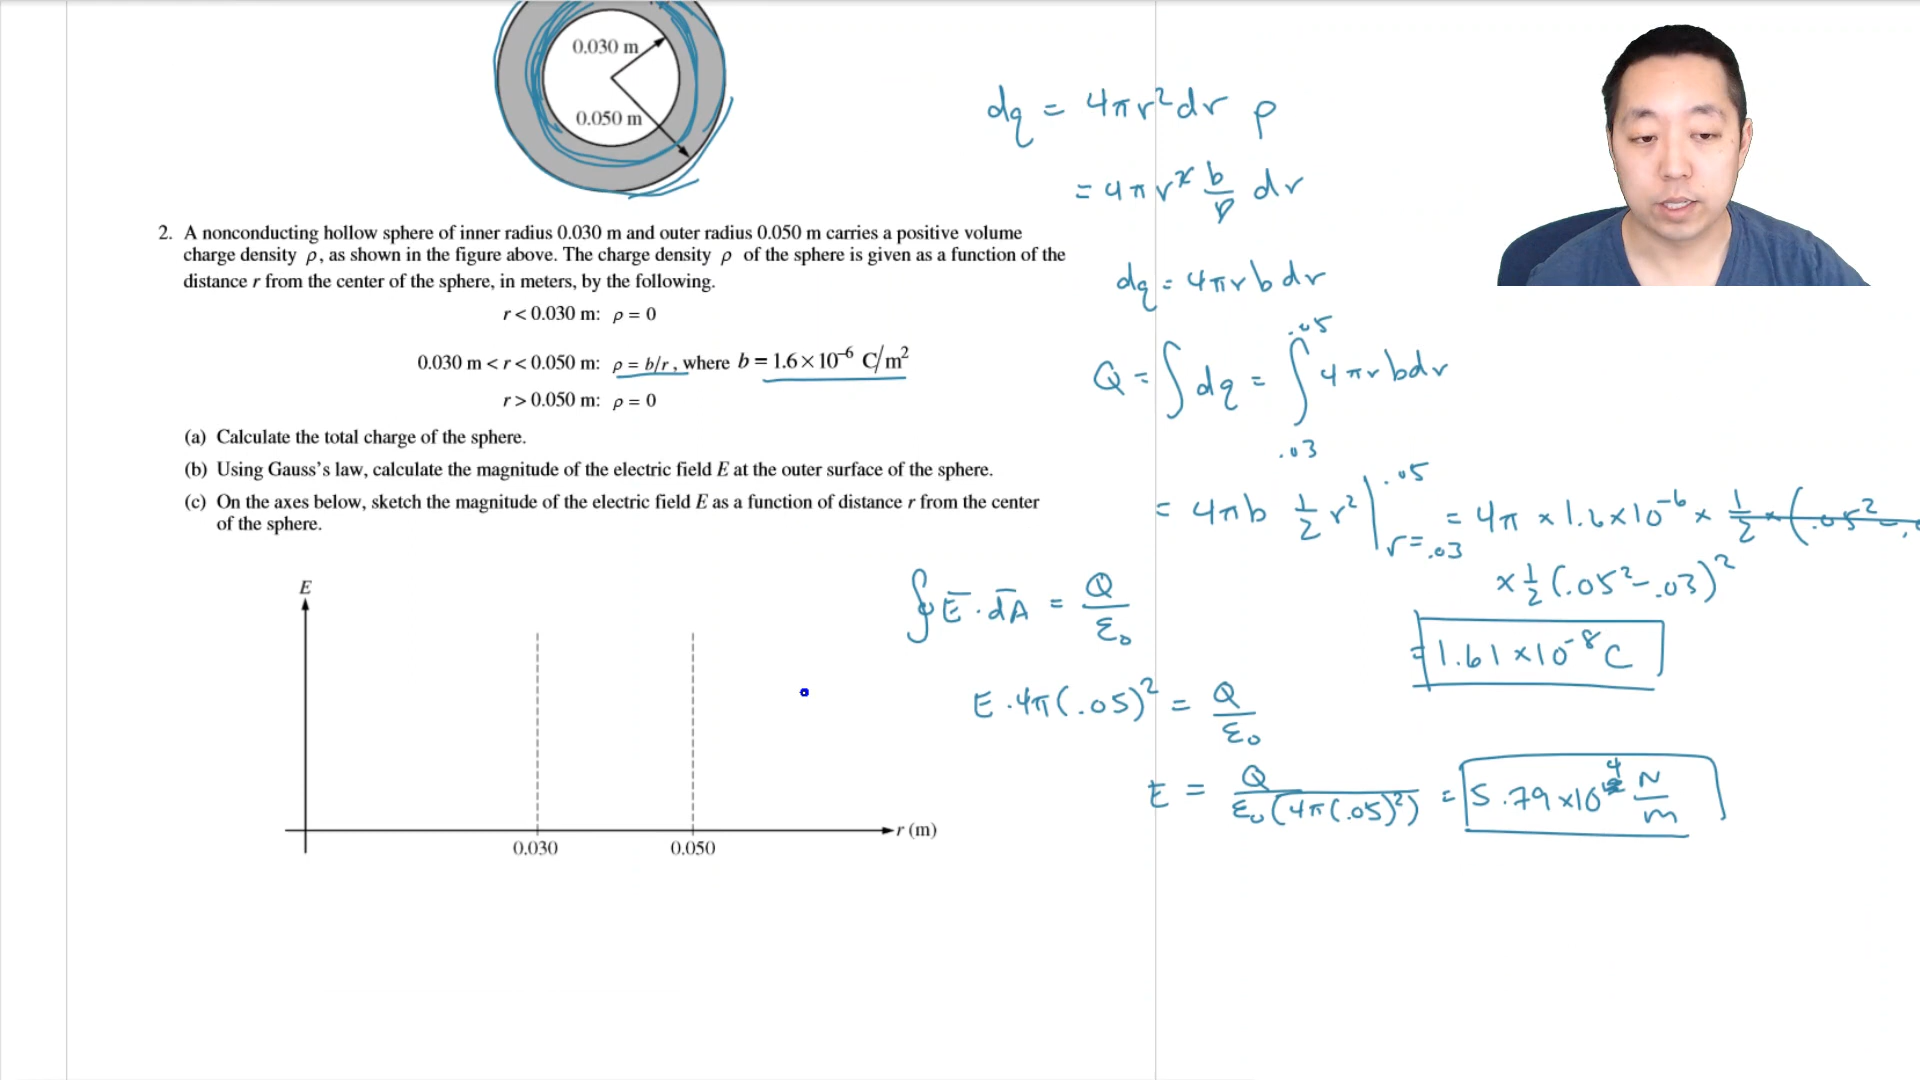 0.030 m
0.050 m
2. A nonconducting hollow sphere of inner radius 0.030 m and outer radius 0.050 m carries a positive volume
charge density ρ, as shown in the figure above. The charge density ρ of the sphere is given as a function of the
distance r from the center of the sphere, in meters, by the following.
r < 0.030 m: ρ = 0
0.030 m < r < 0.050 m: ρ = b/r, where b = 1.6 × 10⁻⁶ C/m²
r > 0.050 m: ρ = 0
(a) Calculate the total charge of the sphere.
(b) Using Gauss's law, calculate the magnitude of the electric field E at the outer surface of the sphere.
(c) On the axes below, sketch the magnitude of the electric field E as a function of distance r from the center
of the sphere.
E
0.030
0.050
r (m)
dq = 4πr²dr ρ
= 4πr² b/r dr
dq = 4πrb dr
Q = ∫dq = ∫.03^.05 4πrbdr
= 4πb 1/2 r² |r=.03^.05 = 4π × 1.6×10⁻⁶ × 1/2 × (.05² -
× 1/2 (.05² - .03)²
= 1.61 × 10⁻⁸ C
∮E · dA = Q/ε₀
E · 4π(.05)² = Q/ε₀
E = Q/ε₀(4π(.05)²) = 5.79 × 10⁴ N/m